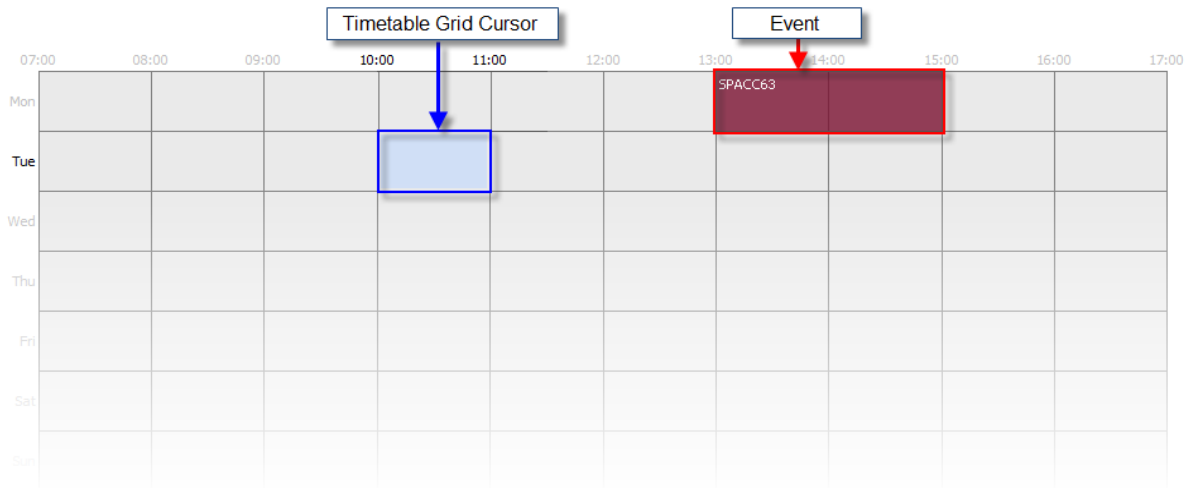 Timetable Grid Cursor
Event
07:00 08:00 09:00 10:00 11:00 12:00 13:00 14:00 15:00 16:00 17:00
SPACC63
Mon
Tue
Wed
Thu
Fri
Sat
Sun